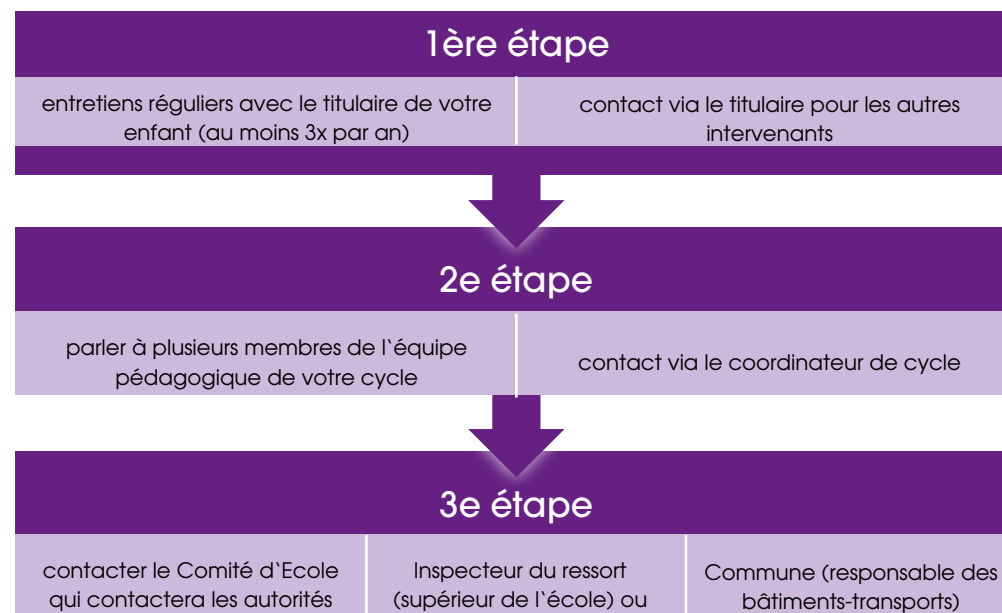 1ère étape
entretiens réguliers avec le titulaire de votre
enfant (au moins 3x par an)
contact via le titulaire pour les autres
intervenants
2e étape
parler à plusieurs membres de l`équipe
pédagogique de votre cycle
contact via le coordinateur de cycle
3e étape
contacter le Comité d`Ecole
qui contactera les autorités
Inspecteur du ressort
(supérieur de l`école) ou
Commune (responsable des
bâtiments-transports)